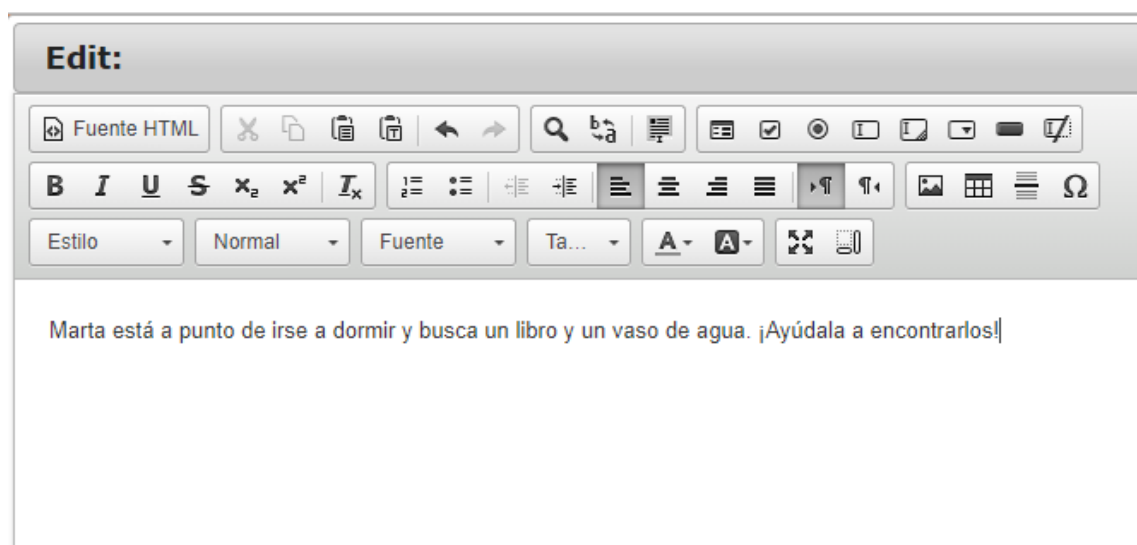 Edit:
Fuente HTML
Estilo Normal Fuente Ta...
Marta está a punto de irse a dormir y busca un libro y un vaso de agua. ¡Ayúdala a encontrarlos!